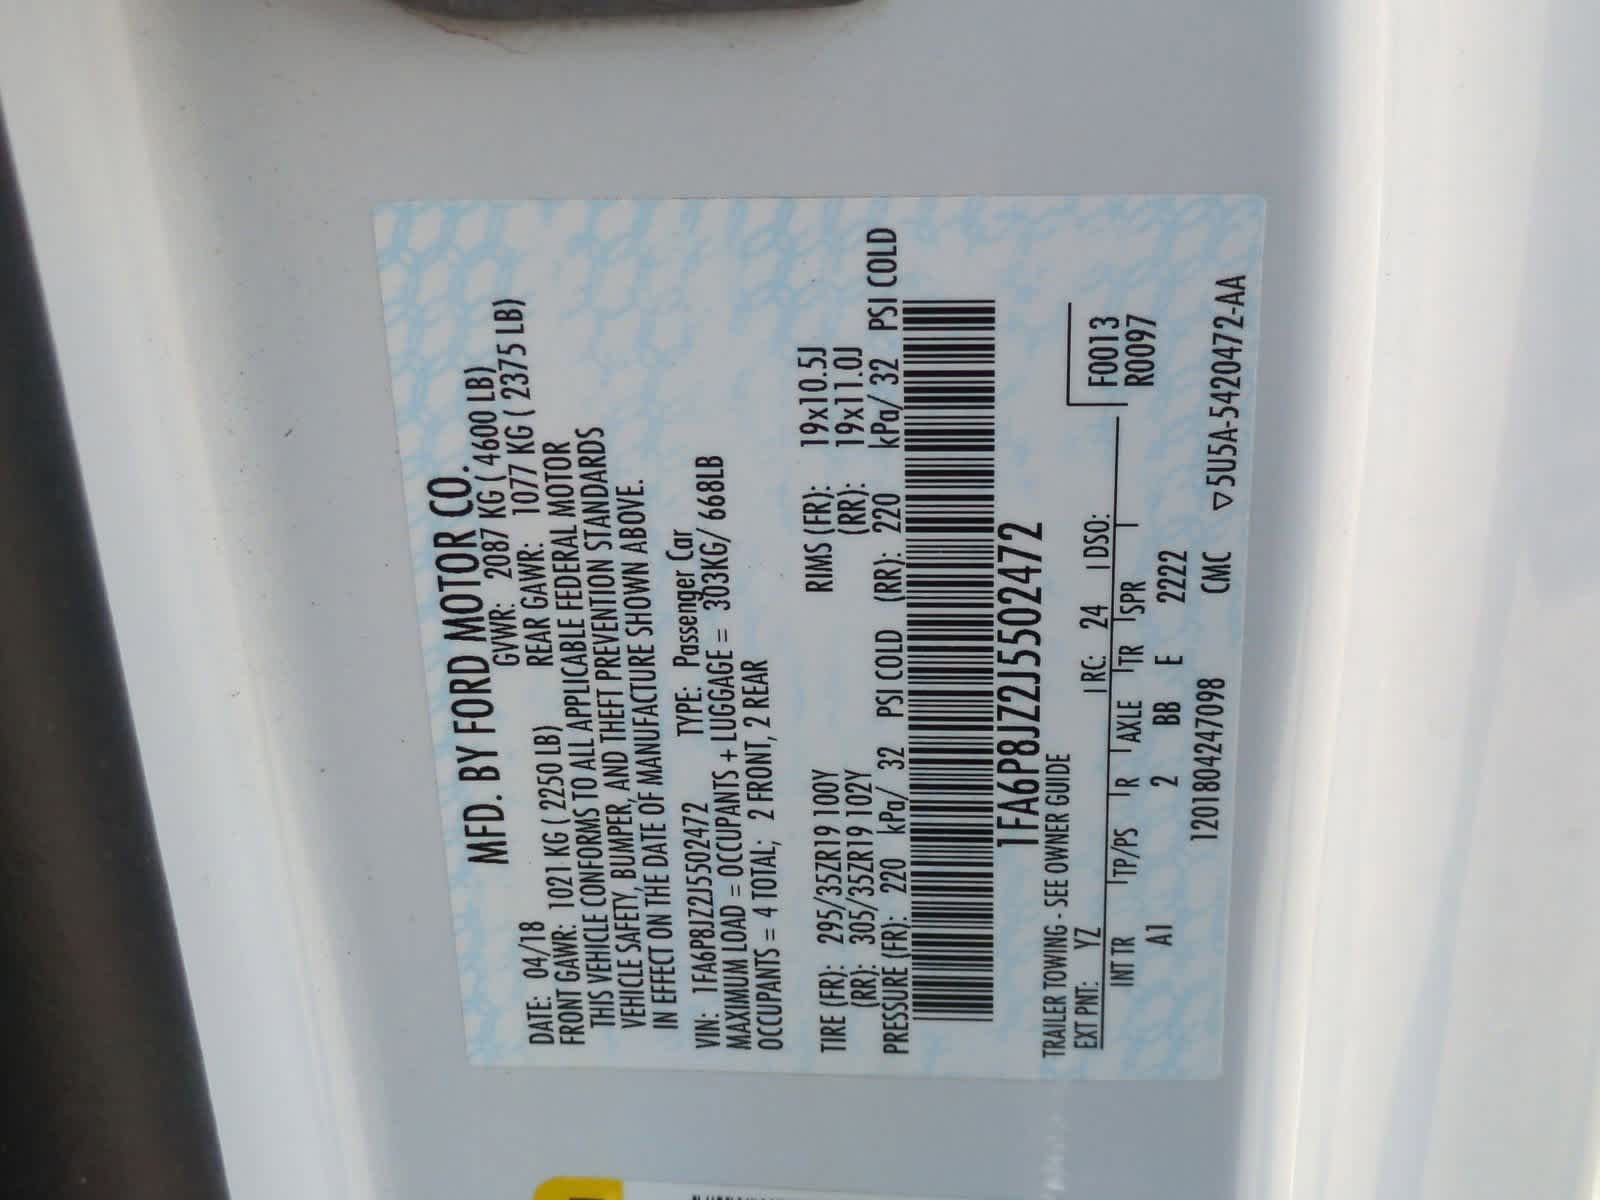 MFD. BY FORD MOTOR CO.
DATE: 04/18 GVWR: 2087 KG ( 4600 LB)
FRONT GAWR: 1021 KG ( 2250 LB) REAR GAWR: 1077 KG ( 2375 LB)
THIS VEHICLE CONFORMS TO ALL APPLICABLE FEDERAL MOTOR
VEHICLE SAFETY, BUMPER, AND THEFT PREVENTION STANDARDS
IN EFFECT ON THE DATE OF MANUFACTURE SHOWN ABOVE.
VIN: 1FA6P8JZ2J5502472 TYPE: Passenger Car
MAXIMUM LOAD = OCCUPANTS + LUGGAGE = 303KG/ 668LB
OCCUPANTS = 4 TOTAL; 2 FRONT, 2 REAR
TIRE (FR): 295/35ZR19 100Y RIMS (FR): 19x10.5J
(RR): 305/35ZR19 102Y (RR): 19x11.0J
PRESSURE (FR): 220 kPa/ 32 PSI COLD (RR): 220 kPa/ 32 PSI COLD
1FA6P8JZ2J5502472
TRAILER TOWING - SEE OWNER GUIDE
EXT PNT: YZ RC: 24 DSO: F0013
INT TR TP/PS R AXLE TR SPR R0097
A1 2 BB E 2222
1201804247098 CMC ▽5U5A-5420472-AA